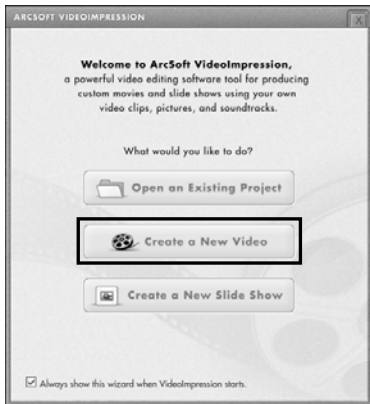 ARCSOFT VIDEOIMPRESSION
X
Welcome to ArcSoft VideoImpression,
a powerful video editing software tool for producing
custom movies and slide shows using your own
video clips, pictures, and soundtracks.
What would you like to do?
Open an Existing Project
Create a New Video
Create a New Slide Show
Always show this wizard when VideoImpression starts.